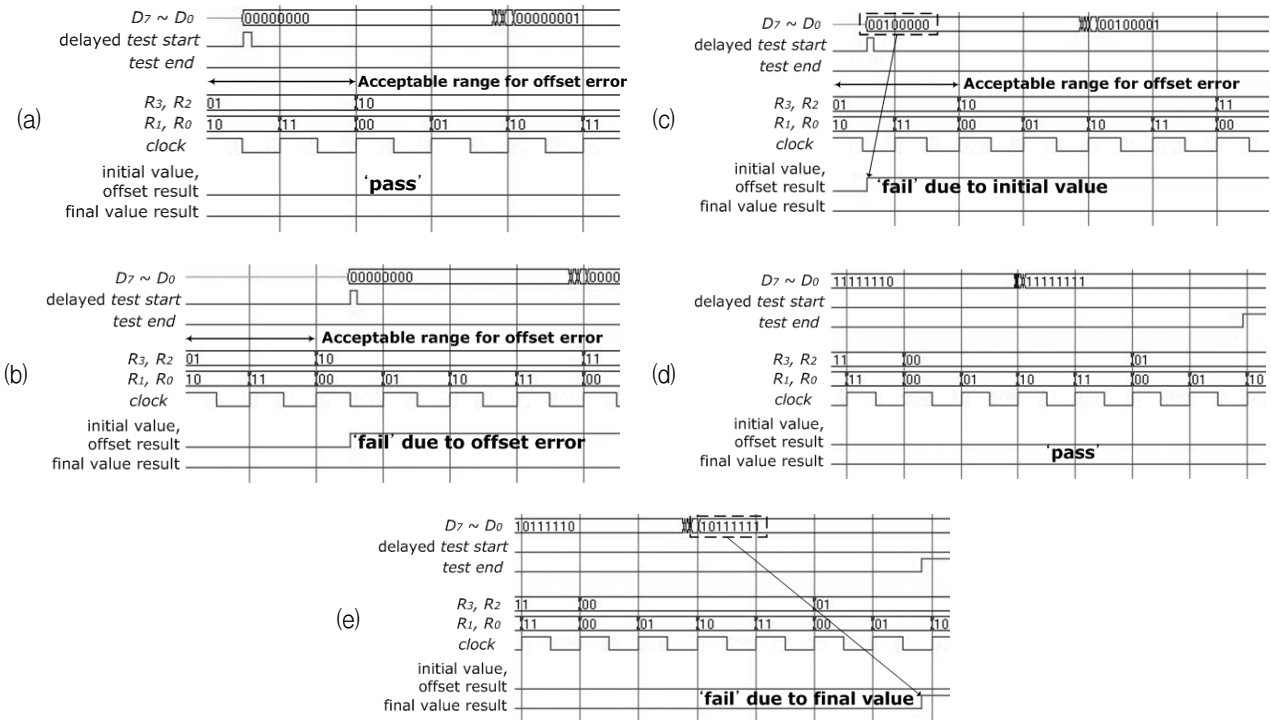 (a)
D7 ~ D0 00000000 00000001
delayed test start
test end
Acceptable range for offset error
R3, R2 01 10
R1, R0 10 11 00 01 10 11
clock
initial value,
offset result
'pass'
final value result
(b)
D7 ~ D0 00000000 0000
delayed test start
test end
Acceptable range for offset error
R3, R2 01 10 11
R1, R0 10 11 00 01 10 11 00
clock
initial value,
offset result
'fail' due to offset error
final value result
(c)
D7 ~ D0 00100000 00100001
delayed test start
test end
Acceptable range for offset error
R3, R2 01 10 11
R1, R0 10 11 00 01 10 11 00
clock
initial value,
offset result
'fail' due to initial value
final value result
(d)
D7 ~ D0 11111110 11111111
delayed test start
test end
R3, R2 11 00 01
R1, R0 11 00 01 10 11 00 01 10
clock
initial value,
offset result
'pass'
final value result
(e)
D7 ~ D0 10111110 10111111
delayed test start
test end
R3, R2 11 00 01
R1, R0 11 00 01 10 11 00 01 10
clock
initial value,
offset result
'fail' due to final value
final value result